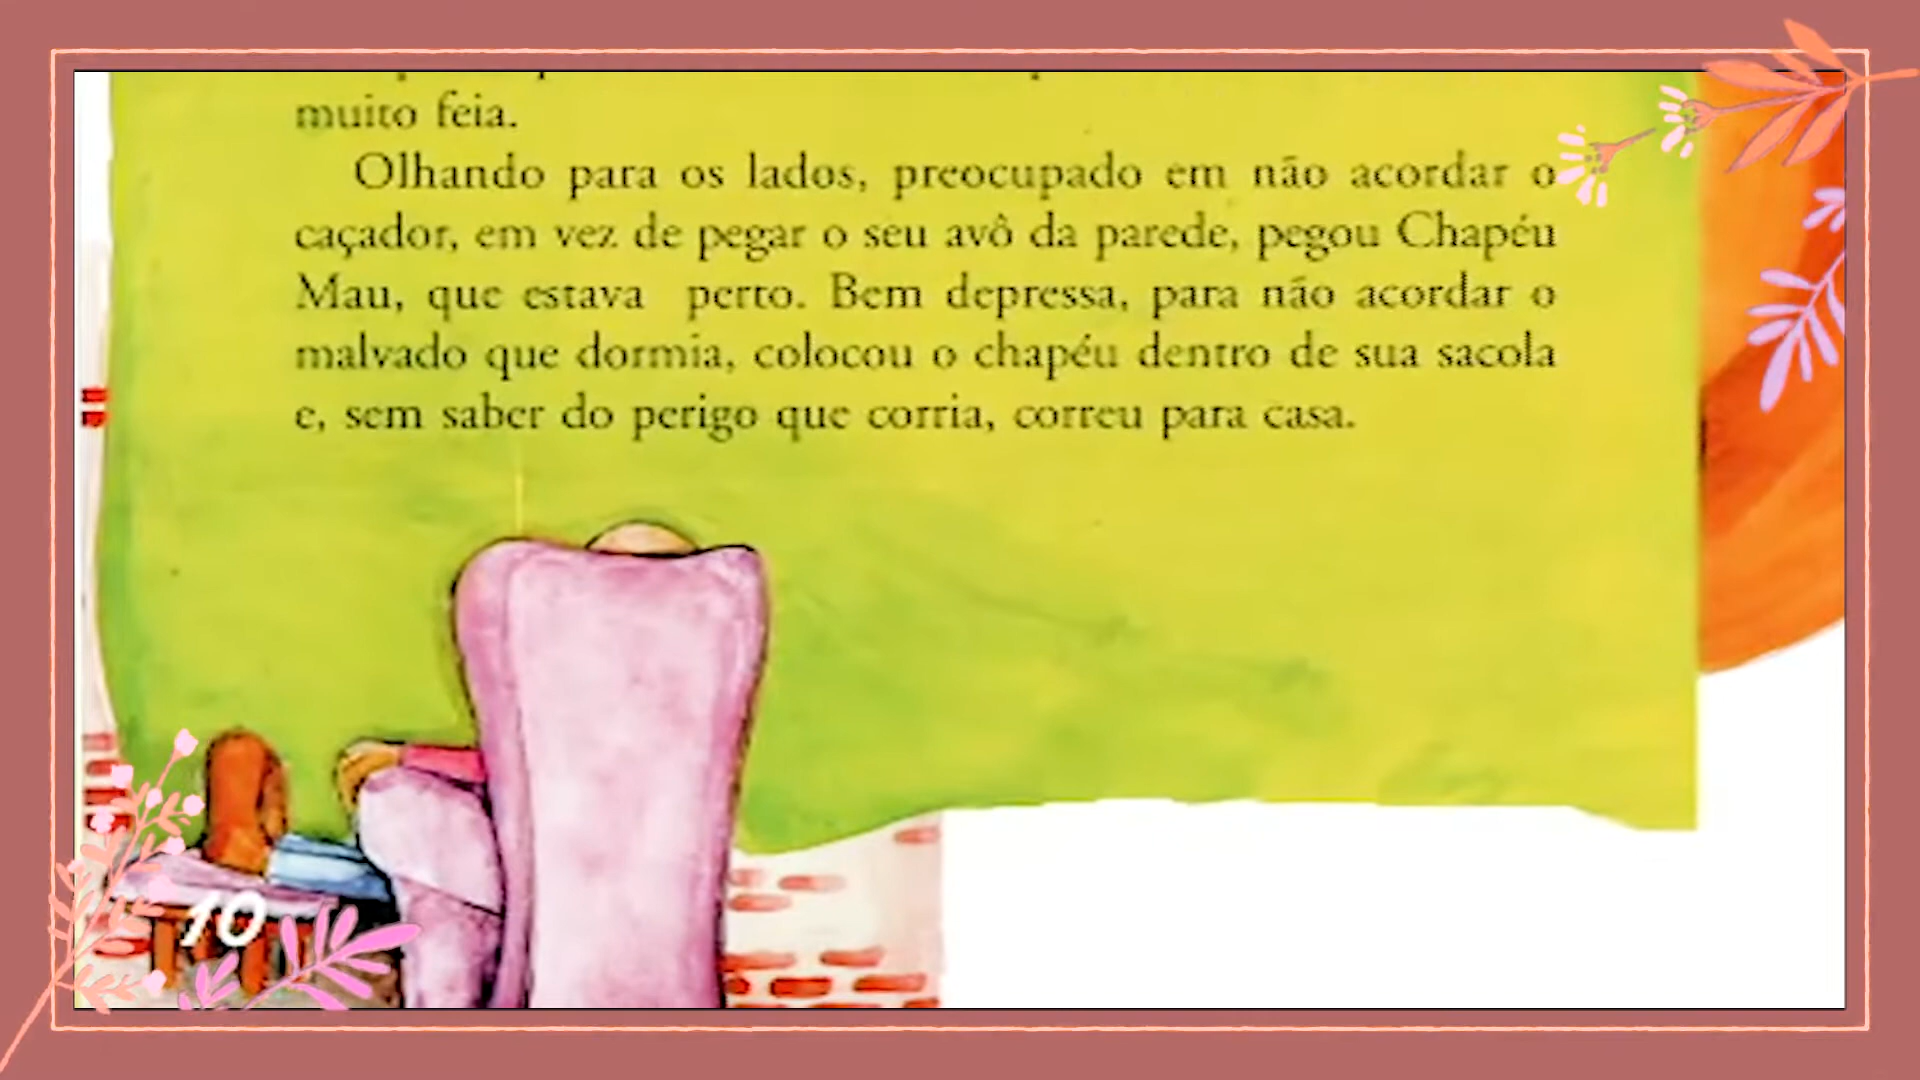 muito feia.
Olhando para os lados, preocupado em não acordar o
caçador, em vez de pegar o seu avô da parede, pegou Chapéu
Mau, que estava perto. Bem depressa, para não acordar o
malvado que dormia, colocou o chapéu dentro de sua sacola
e, sem saber do perigo que corria, correu para casa.
10